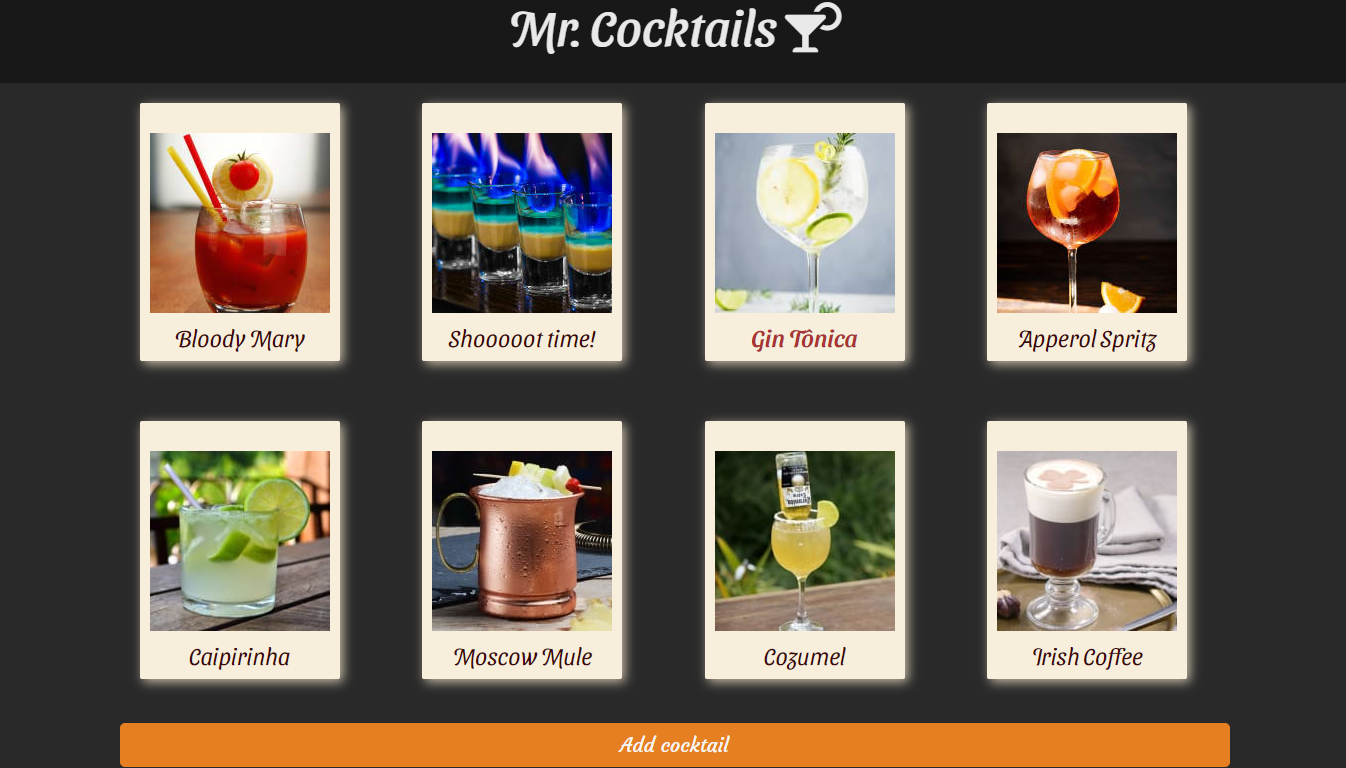 Mr. Cocktails
Bloody Mary
Shooooot time!
Gin Tônica
Apperol Spritz
Caipirinha
Moscow Mule
Cozumel
Irish Coffee
Add cocktail